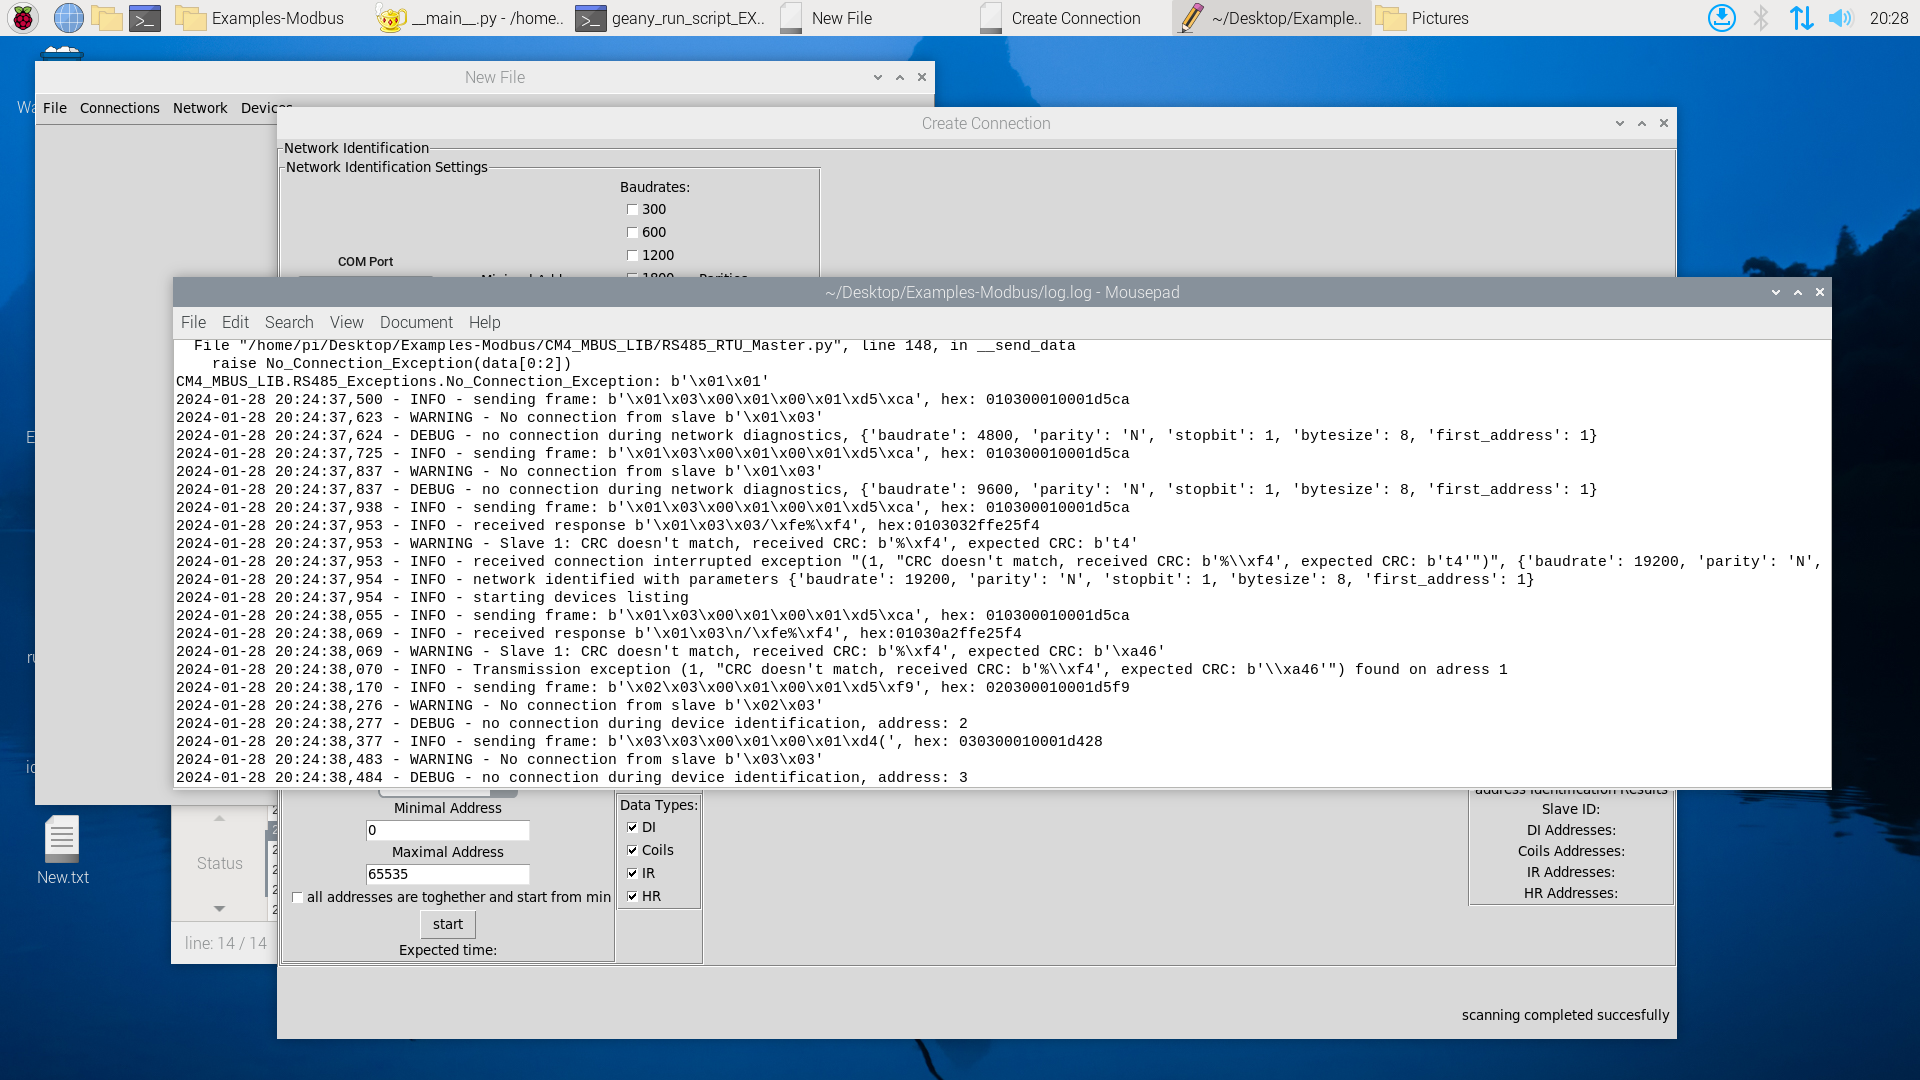 Examples-Modbus
__main__.py - /home..
geany_run_script_EX..
New File
Create Connection
~/Desktop/Example..
Pictures
20:28
Wa
New File
File Connections Network Devices
Create Connection
Network Identification
Network Identification Settings
Baudrates:
300
600
1200
COM Port
~/Desktop/Examples-Modbus/log.log - Mousepad
File Edit Search View Document Help
File "/home/pi/Desktop/Examples-Modbus/CM4_MBUS_LIB/RS485_RTU_Master.py", line 148, in __send_data
raise No_Connection_Exception(data[0:2])
CM4_MBUS_LIB.RS485_Exceptions.No_Connection_Exception: b'\x01\x01'
2024-01-28 20:24:37,500 - INFO - sending frame: b'\x01\x03\x00\x01\x00\x01\xd5\xca', hex: 010300010001d5ca
2024-01-28 20:24:37,623 - WARNING - No connection from slave b'\x01\x03'
2024-01-28 20:24:37,624 - DEBUG - no connection during network diagnostics, {'baudrate': 4800, 'parity': 'N', 'stopbit': 1, 'bytesize': 8, 'first_address': 1}
2024-01-28 20:24:37,725 - INFO - sending frame: b'\x01\x03\x00\x01\x00\x01\xd5\xca', hex: 010300010001d5ca
2024-01-28 20:24:37,837 - WARNING - No connection from slave b'\x01\x03'
2024-01-28 20:24:37,837 - DEBUG - no connection during network diagnostics, {'baudrate': 9600, 'parity': 'N', 'stopbit': 1, 'bytesize': 8, 'first_address': 1}
2024-01-28 20:24:37,938 - INFO - sending frame: b'\x01\x03\x00\x01\x00\x01\xd5\xca', hex: 010300010001d5ca
2024-01-28 20:24:37,953 - INFO - received response b'\x01\x03\x03/\xfe%\xf4', hex:0103032ffe25f4
2024-01-28 20:24:37,953 - WARNING - Slave 1: CRC doesn't match, received CRC: b'%\xf4', expected CRC: b't4'
2024-01-28 20:24:37,953 - INFO - received connection interrupted exception "(1, "CRC doesn't match, received CRC: b'%\\xf4', expected CRC: b't4'")", {'baudrate': 19200, 'parity': 'N',
2024-01-28 20:24:37,954 - INFO - network identified with parameters {'baudrate': 19200, 'parity': 'N', 'stopbit': 1, 'bytesize': 8, 'first_address': 1}
2024-01-28 20:24:37,954 - INFO - starting devices listing
2024-01-28 20:24:38,055 - INFO - sending frame: b'\x01\x03\x00\x01\x00\x01\xd5\xca', hex: 010300010001d5ca
2024-01-28 20:24:38,069 - INFO - received response b'\x01\x03\n/\xfe%\xf4', hex:01030a2ffe25f4
2024-01-28 20:24:38,069 - WARNING - Slave 1: CRC doesn't match, received CRC: b'%\xf4', expected CRC: b'\xa46'
2024-01-28 20:24:38,070 - INFO - Transmission exception (1, "CRC doesn't match, received CRC: b'%\\xf4', expected CRC: b'\\xa46'") found on adress 1
2024-01-28 20:24:38,170 - INFO - sending frame: b'\x02\x03\x00\x01\x00\x01\xd5\xf9', hex: 020300010001d5f9
2024-01-28 20:24:38,276 - WARNING - No connection from slave b'\x02\x03'
2024-01-28 20:24:38,277 - DEBUG - no connection during device identification, address: 2
2024-01-28 20:24:38,377 - INFO - sending frame: b'\x03\x03\x00\x01\x00\x01\xd4(', hex: 030300010001d428
2024-01-28 20:24:38,483 - WARNING - No connection from slave b'\x03\x03'
2024-01-28 20:24:38,484 - DEBUG - no connection during device identification, address: 3
Minimal Address
0
Maximal Address
65535
all addresses are toghether and start from min
start
Expected time:
Data Types:
DI
Coils
IR
HR
address Identification Results
Slave ID:
DI Addresses:
Coils Addresses:
IR Addresses:
HR Addresses:
scanning completed succesfully
New.txt
Status
line: 14 / 14